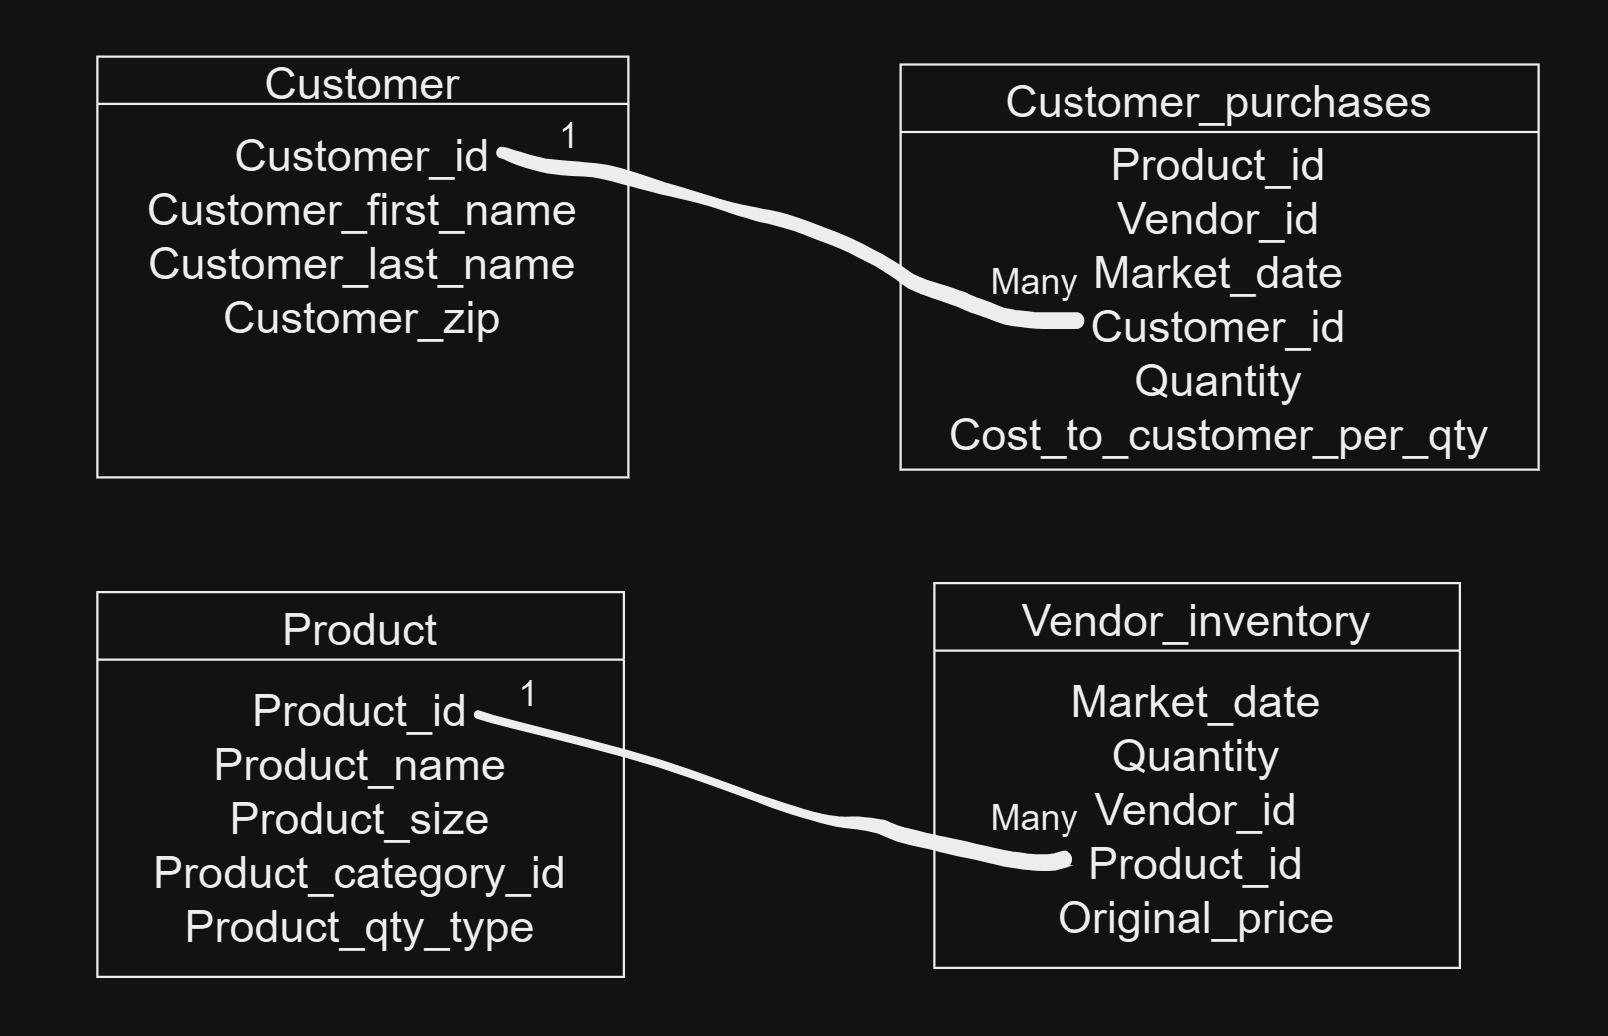 Customer
Customer_id
1
Customer_first_name
Customer_last_name
Customer_zip
Customer_purchases
Product_id
Vendor_id
Market_date
Many
Customer_id
Quantity
Cost_to_customer_per_qty
Product
Product_id
1
Product_name
Product_size
Product_category_id
Product_qty_type
Vendor_inventory
Market_date
Quantity
Vendor_id
Many
Product_id
Original_price